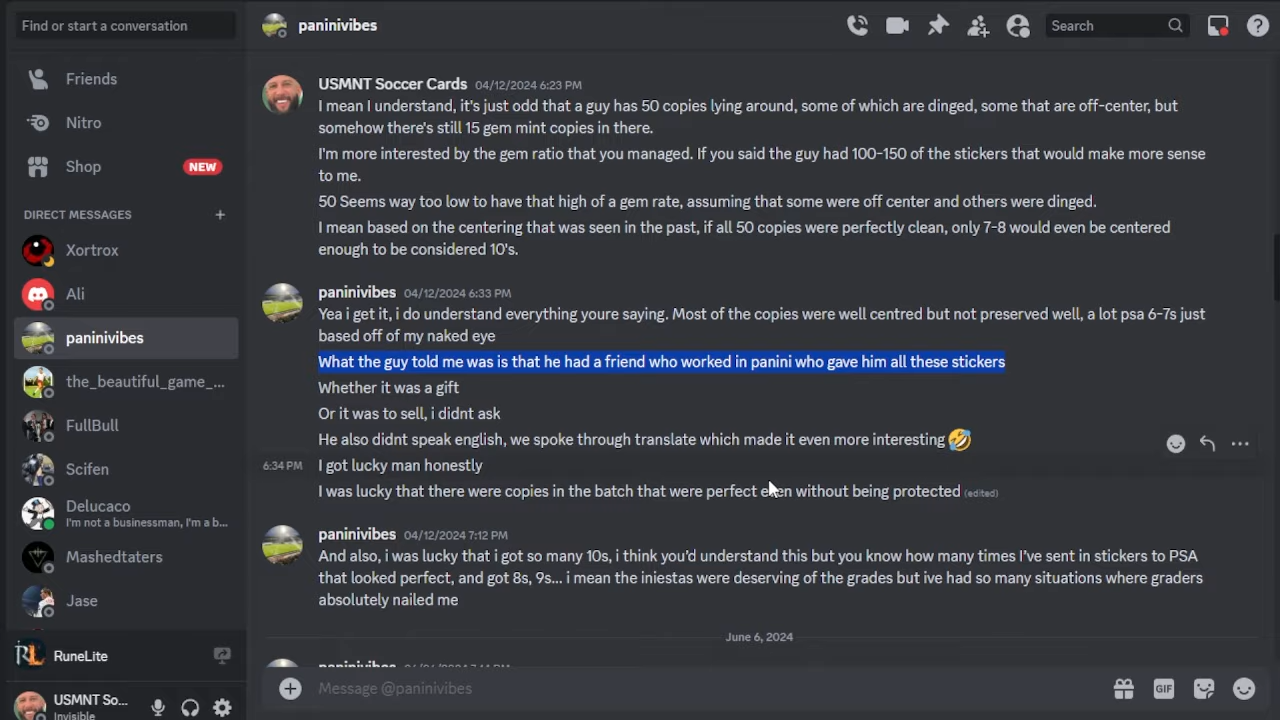 Find or start a conversation
paninivibes
Search
Friends
Nitro
Shop
NEW
DIRECT MESSAGES
Xortrox
Ali
paninivibes
the_beautiful_game_...
FullBull
Scifen
Delucaco
I'm not a businessman, I'm a b...
Mashedtaters
Jase
RuneLite
USMNT So...
Invisible
USMNT Soccer Cards 04/12/2024 6:23 PM
I mean I understand, it's just odd that a guy has 50 copies lying around, some of which are dinged, some that are off-center, but
somehow there's still 15 gem mint copies in there.
I'm more interested by the gem ratio that you managed. If you said the guy had 100-150 of the stickers that would make more sense
to me.
50 Seems way too low to have that high of a gem rate, assuming that some were off center and others were dinged.
I mean based on the centering that was seen in the past, if all 50 copies were perfectly clean, only 7-8 would even be centered
enough to be considered 10's.
paninivibes 04/12/2024 6:33 PM
Yea i get it, i do understand everything youre saying. Most of the copies were well centred but not preserved well, a lot psa 6-7s just
based off of my naked eye
What the guy told me was is that he had a friend who worked in panini who gave him all these stickers
Whether it was a gift
Or it was to sell, i didnt ask
He also didnt speak english, we spoke through translate which made it even more interesting 🤣
6:34 PM I got lucky man honestly
I was lucky that there were copies in the batch that were perfect even without being protected (edited)
paninivibes 04/12/2024 7:12 PM
And also, i was lucky that i got so many 10s, i think you'd understand this but you know how many times I've sent in stickers to PSA
that looked perfect, and got 8s, 9s... i mean the iniestas were deserving of the grades but ive had so many situations where graders
absolutely nailed me
June 6, 2024
paninivibes
Message @paninivibes
GIF